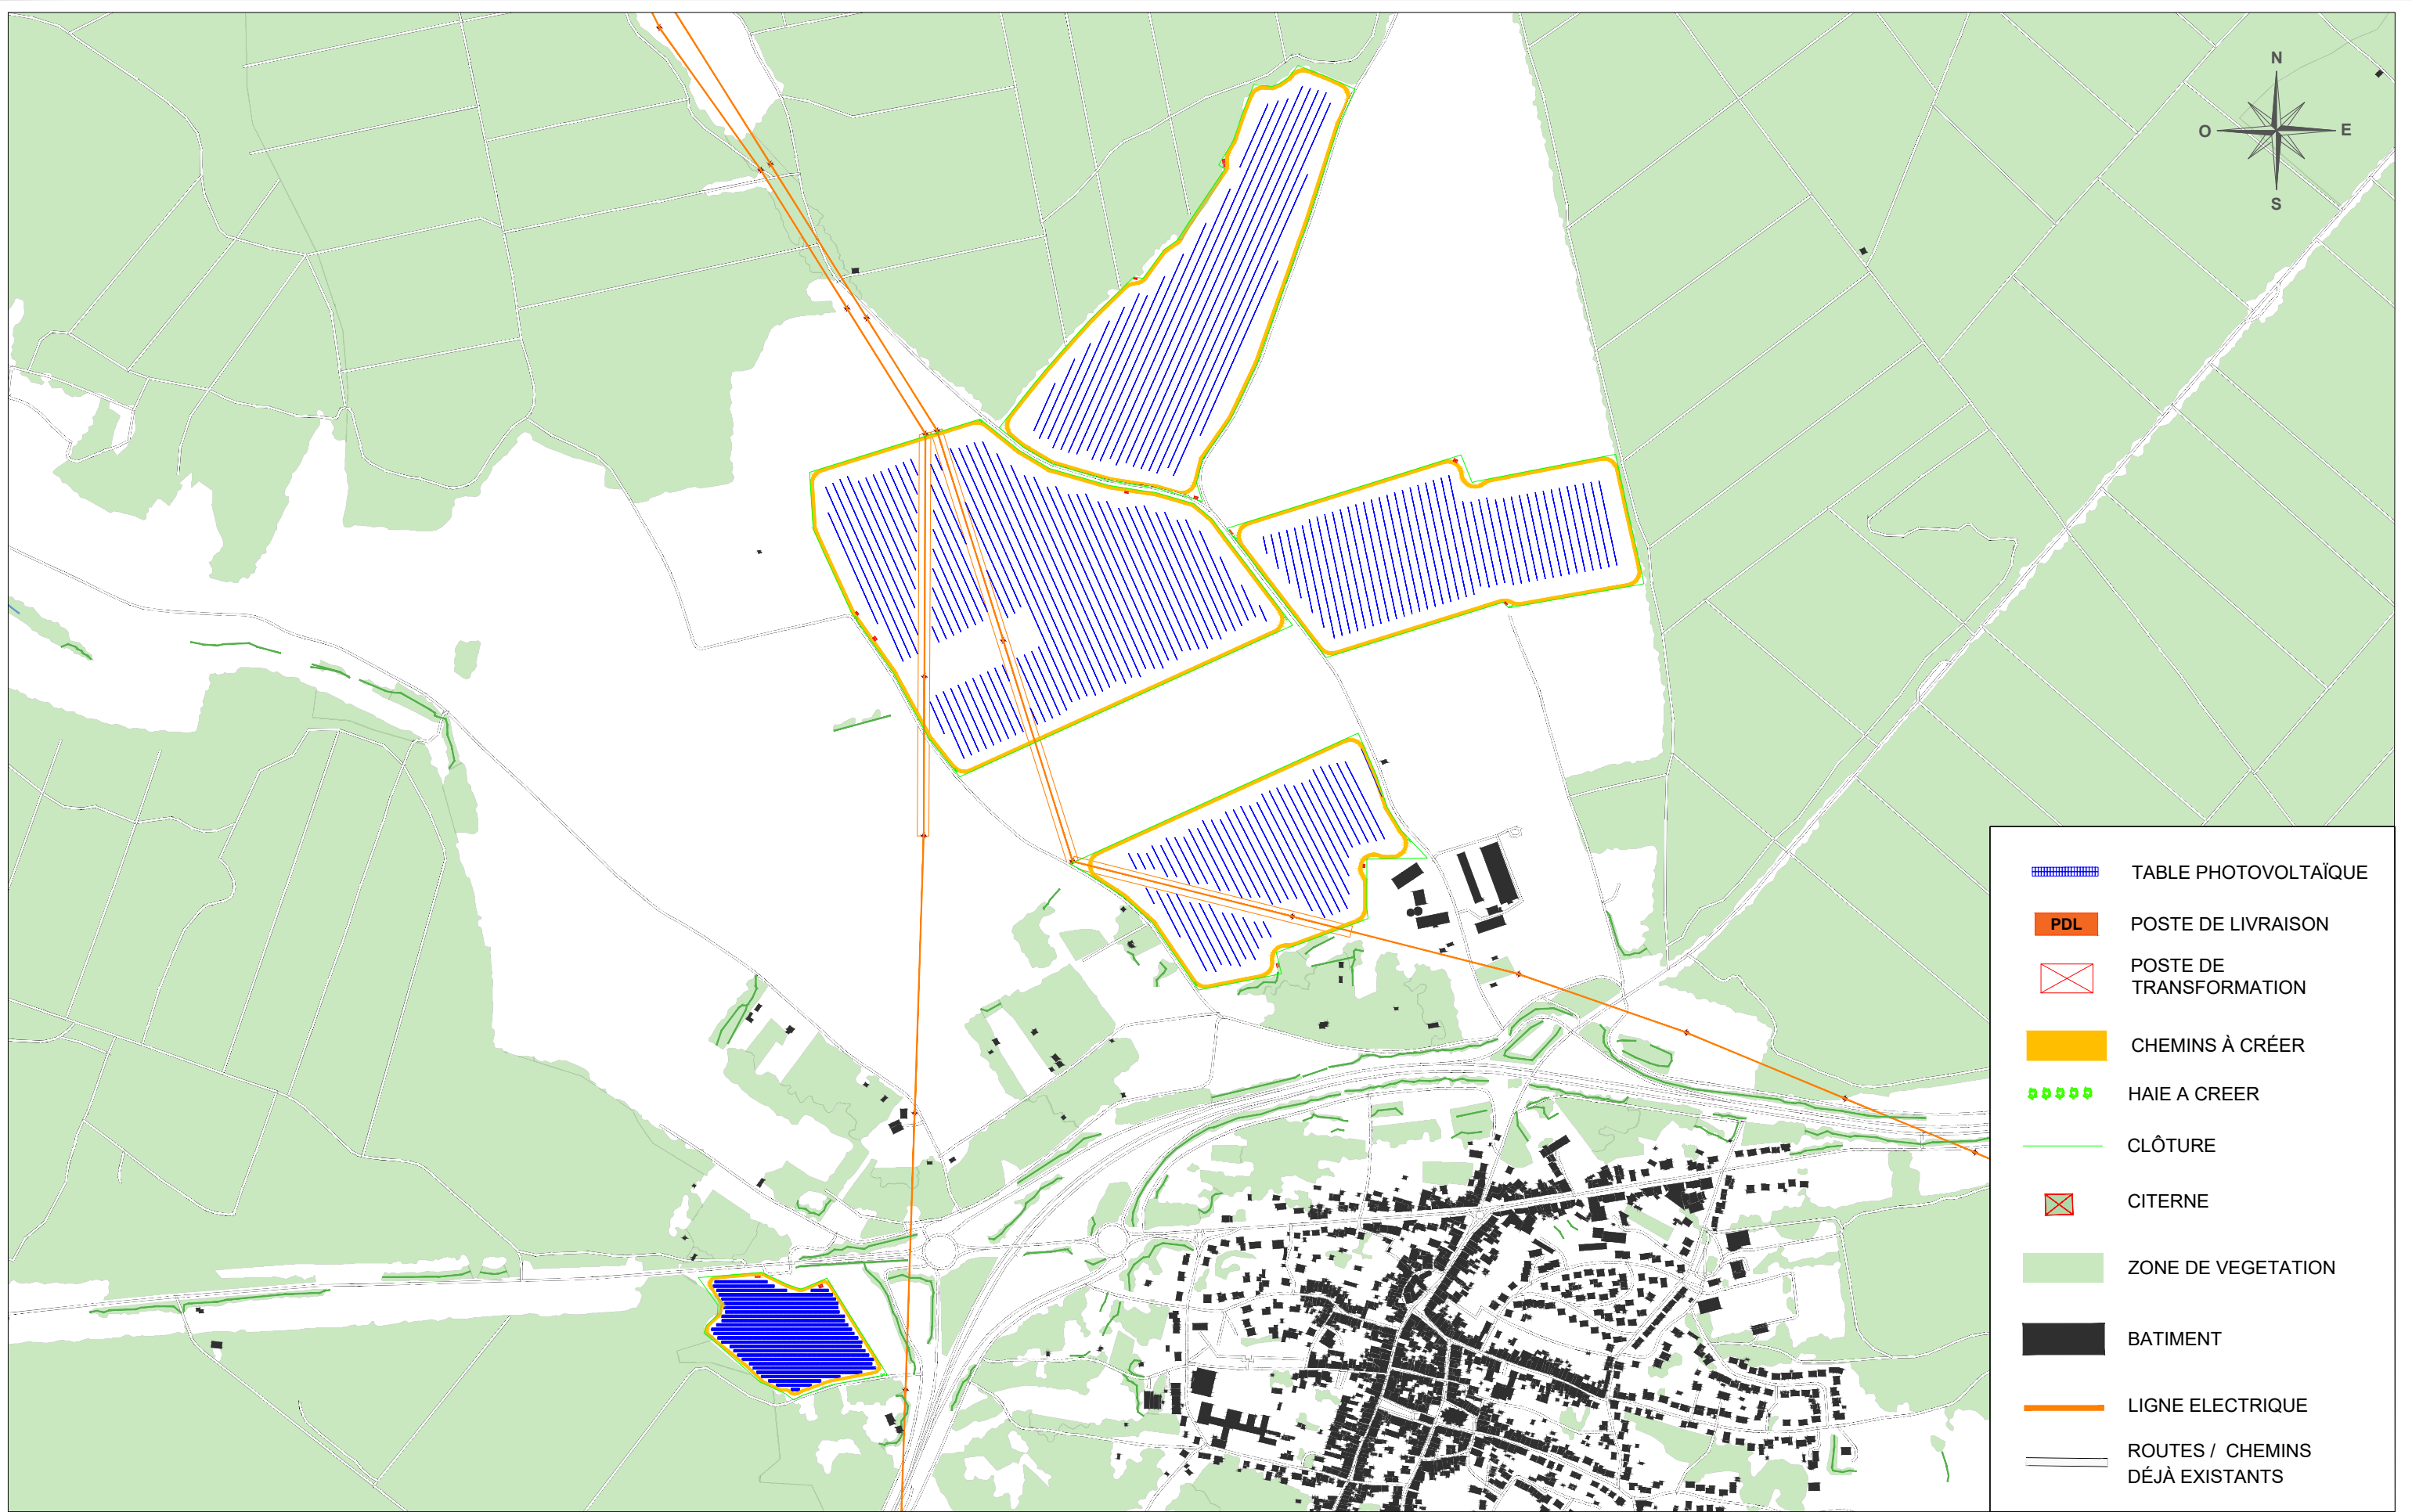 N
O E
S
TABLE PHOTOVOLTAÏQUE
PDL POSTE DE LIVRAISON
POSTE DE
TRANSFORMATION
CHEMINS À CRÉER
HAIE A CREER
CLÔTURE
CITERNE
ZONE DE VEGETATION
BATIMENT
LIGNE ELECTRIQUE
ROUTES / CHEMINS
DÉJÀ EXISTANTS